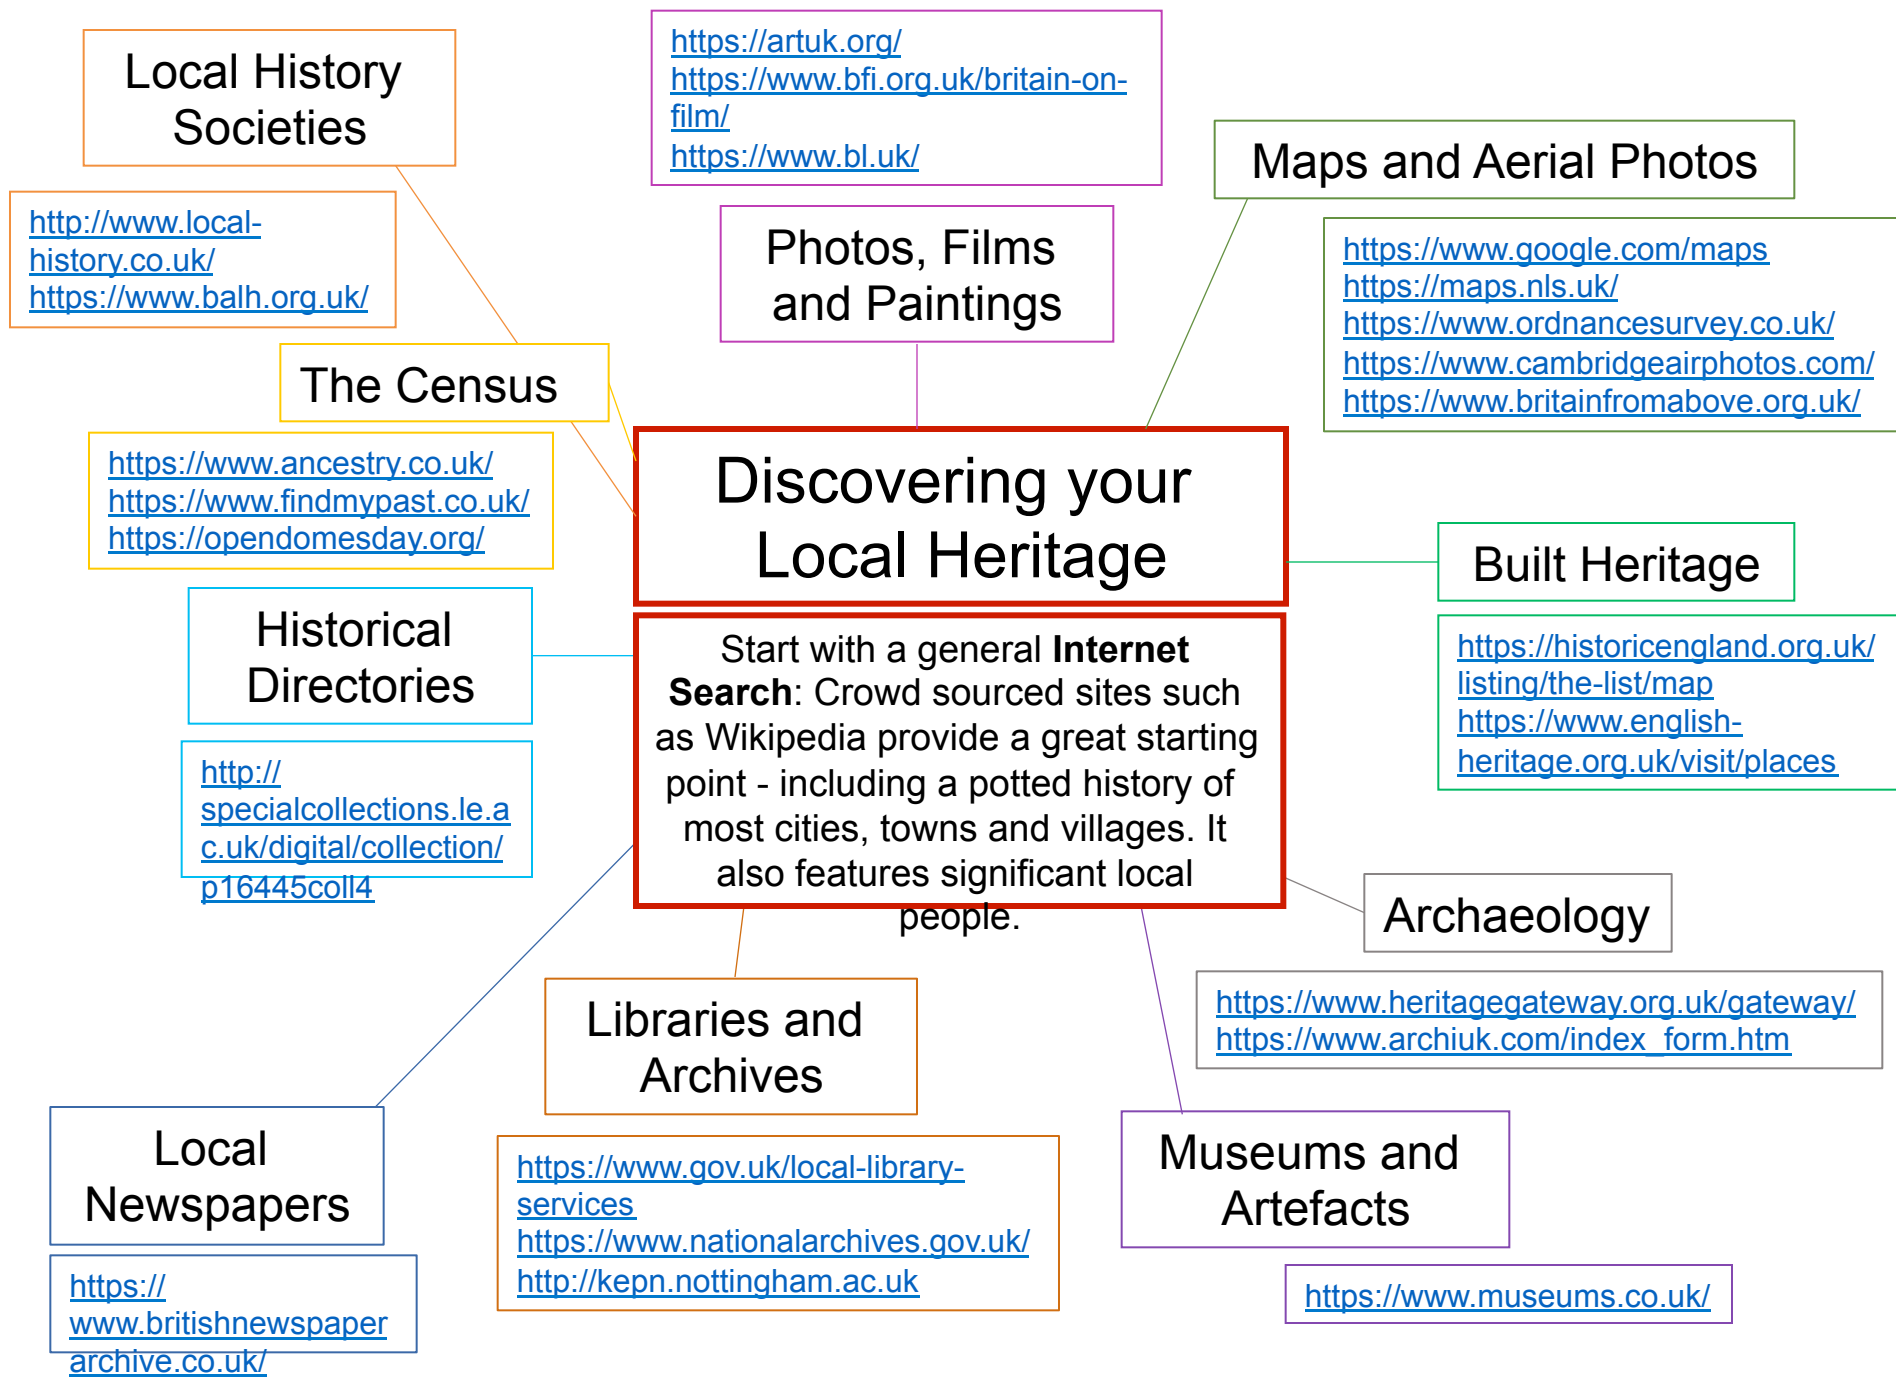 Local History
Societies
http://www.local-
history.co.uk/
https://www.balh.org.uk/
https://artuk.org/
https://www.bfi.org.uk/britain-on-
film/
https://www.bl.uk/
Photos, Films
and Paintings
Maps and Aerial Photos
https://www.google.com/maps
https://maps.nls.uk/
https://www.ordnancesurvey.co.uk/
https://www.cambridgeairphotos.com/
https://www.britainfromabove.org.uk/
The Census
https://www.ancestry.co.uk/
https://www.findmypast.co.uk/
https://opendomesday.org/
Discovering your
Local Heritage
Start with a general Internet
Search: Crowd sourced sites such
as Wikipedia provide a great starting
point - including a potted history of
most cities, towns and villages. It
also features significant local
people.
Built Heritage
https://historicengland.org.uk/
listing/the-list/map
https://www.english-
heritage.org.uk/visit/places
Historical
Directories
http://
specialcollections.le.a
c.uk/digital/collection/
p16445coll4
Archaeology
https://www.heritagegateway.org.uk/gateway/
https://www.archiuk.com/index_form.htm
Libraries and
Archives
https://www.gov.uk/local-library-
services
https://www.nationalarchives.gov.uk/
http://kepn.nottingham.ac.uk
Local
Newspapers
https://
www.britishnewspaper
archive.co.uk/
Museums and
Artefacts
https://www.museums.co.uk/